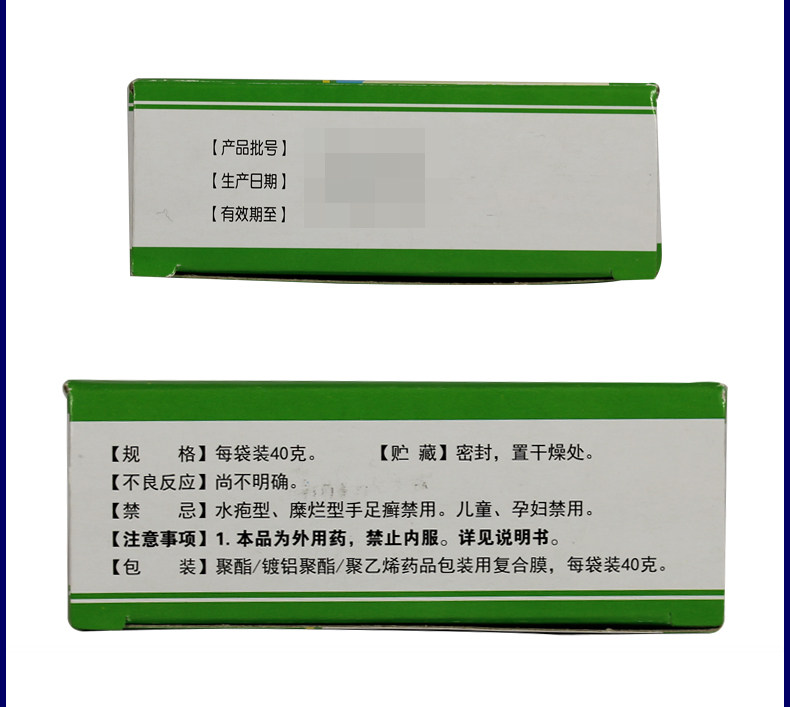 【产品批号】
【生产日期】
【有效期至】
【规　　格】每袋装40克。　　　【贮 藏】密封，置干燥处。
【不良反应】尚不明确。
【禁　　忌】水疱型、糜烂型手足癣禁用。儿童、孕妇禁用。
【注意事项】1. 本品为外用药，禁止内服。详见说明书。
【包　　装】聚酯/镀铝聚酯/聚乙烯药品包装用复合膜，每袋装40克。